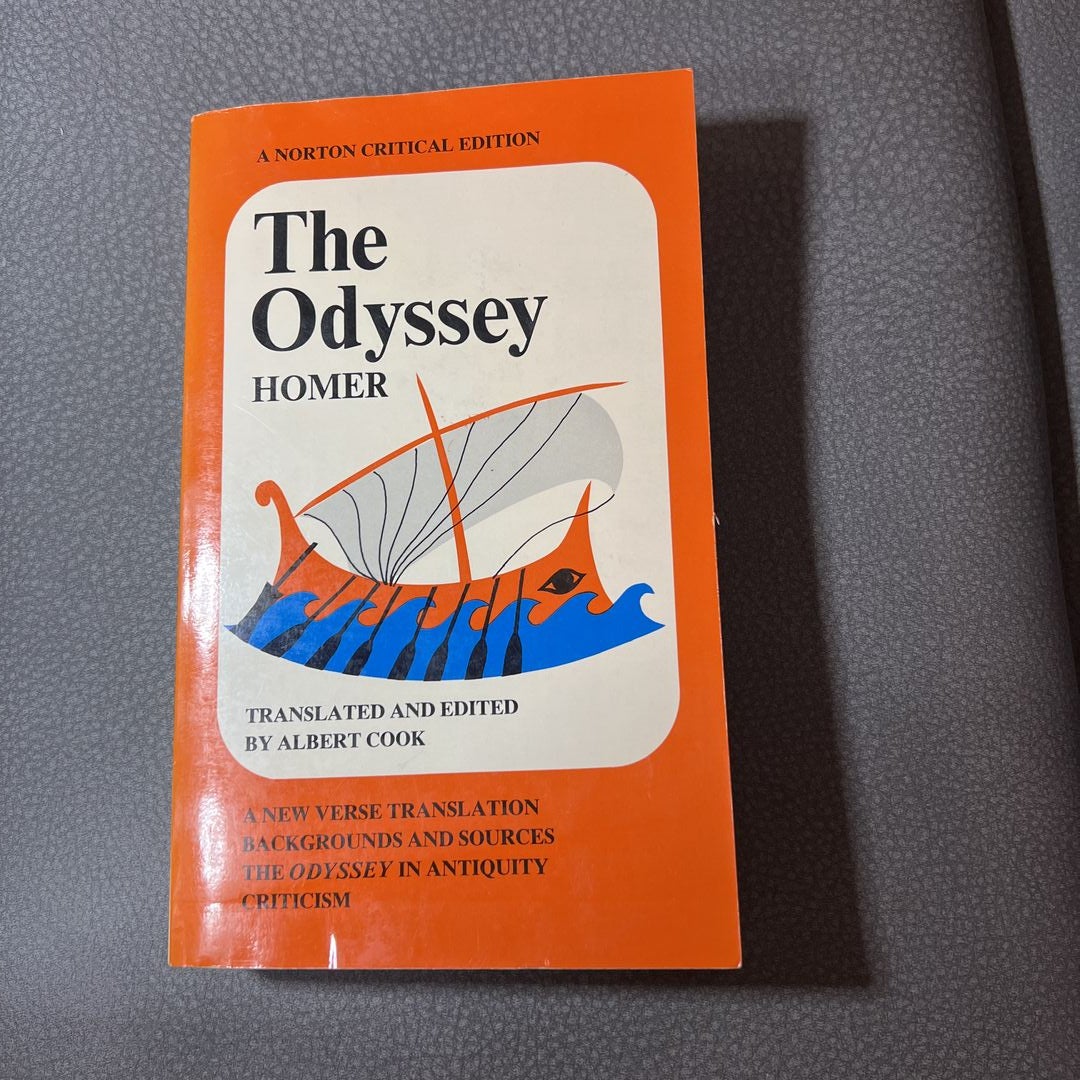 A NORTON CRITICAL EDITION
The
Odyssey
HOMER
TRANSLATED AND EDITED
BY ALBERT COOK
A NEW VERSE TRANSLATION
BACKGROUNDS AND SOURCES
THE ODYSSEY IN ANTIQUITY
CRITICISM